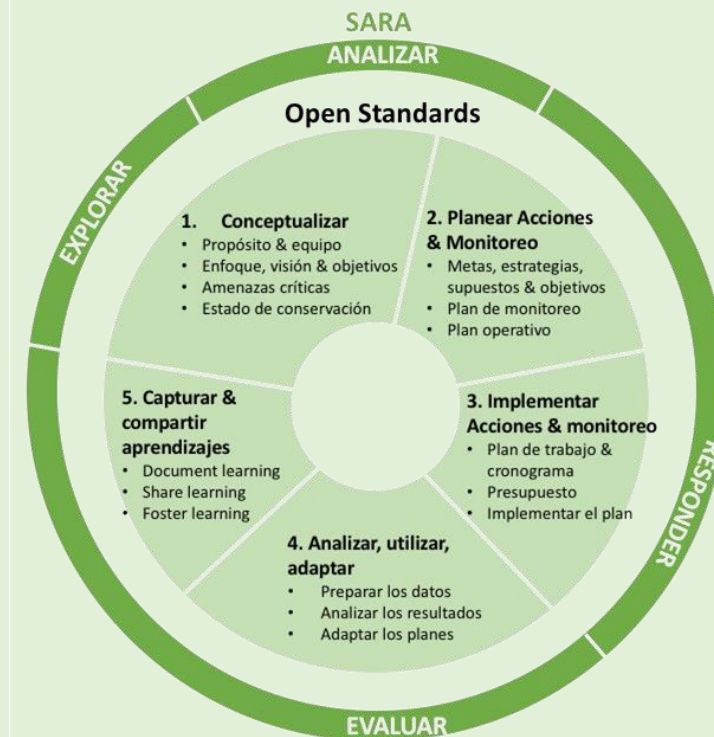 SARA
ANALIZAR
EXPLORAR
Open Standards
1. Conceptualizar
• Propósito & equipo
• Enfoque, visión & objetivos
• Amenazas críticas
• Estado de conservación
2. Planear Acciones
& Monitoreo
• Metas, estrategias,
supuestos & objetivos
• Plan de monitoreo
• Plan operativo
3. Implementar
Acciones & monitoreo
• Plan de trabajo &
cronograma
• Presupuesto
• Implementar el plan
RESPONDER
4. Analizar, utilizar,
adaptar
• Preparar los datos
• Analizar los resultados
• Adaptar los planes
5. Capturar &
compartir
aprendizajes
• Document learning
• Share learning
• Foster learning
EVALUAR